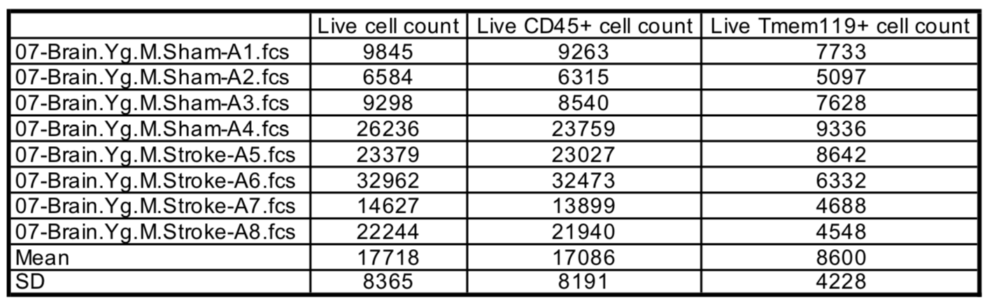 Live cell count Live CD45+ cell count Live Tmem119+ cell count
07-Brain.Yg.M.Sham-A1.fcs 9845 9263 7733
07-Brain.Yg.M.Sham-A2.fcs 6584 6315 5097
07-Brain.Yg.M.Sham-A3.fcs 9298 8540 7628
07-Brain.Yg.M.Sham-A4.fcs 26236 23759 9336
07-Brain.Yg.M.Stroke-A5.fcs 23379 23027 8642
07-Brain.Yg.M.Stroke-A6.fcs 32962 32473 6332
07-Brain.Yg.M.Stroke-A7.fcs 14627 13899 4688
07-Brain.Yg.M.Stroke-A8.fcs 22244 21940 4548
Mean 17718 17086 8600
SD 8365 8191 4228